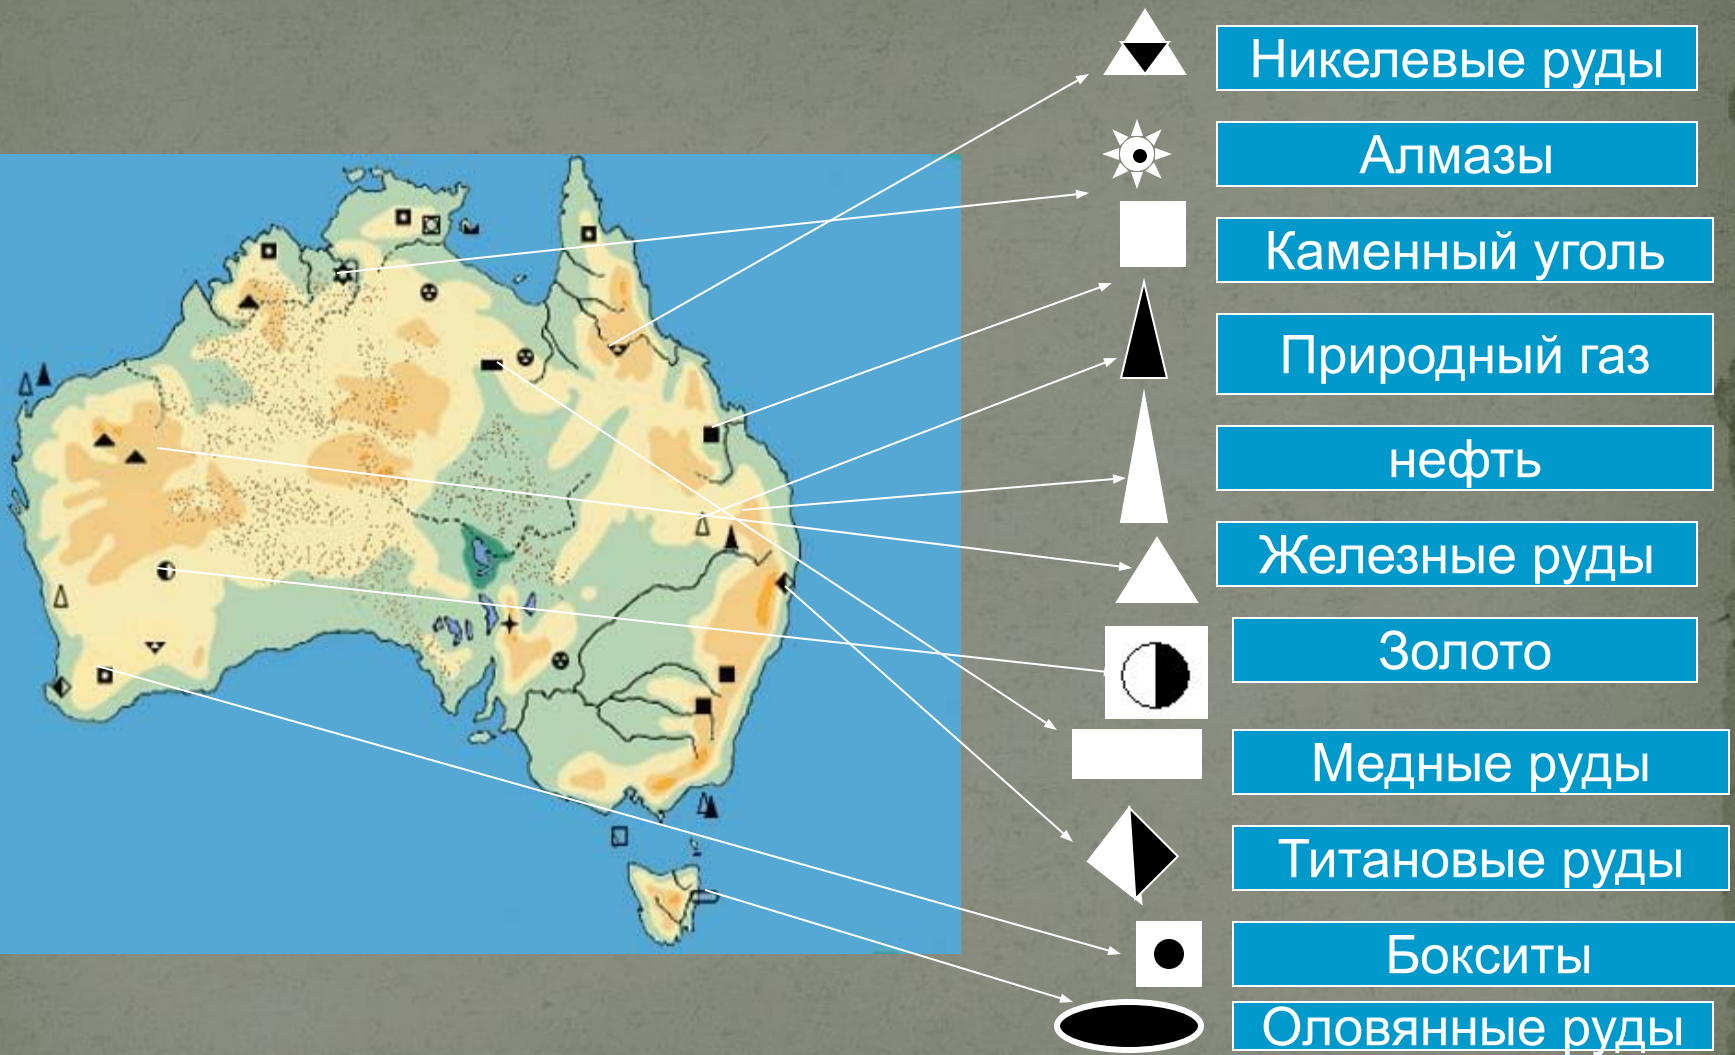 Никелевые руды
Алмазы
Каменный уголь
Природный газ
нефть
Железные руды
Золото
Медные руды
Титановые руды
Бокситы
Оловянные руды